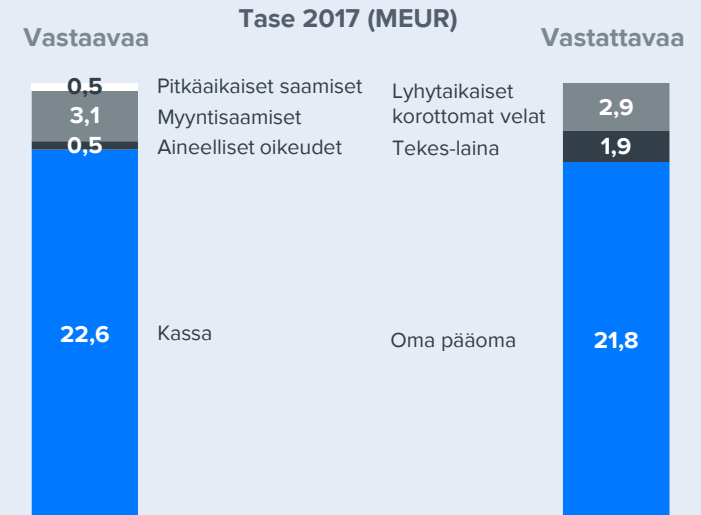 Tase 2017 (MEUR)
Vastaavaa
Vastattavaa
0,5 Pitkäaikaiset saamiset
3,1 Myyntisaamiset
0,5 Aineelliset oikeudet
22,6 Kassa
Lyhytaikaiset
korottomat velat 2,9
Tekes-laina 1,9
Oma pääoma 21,8